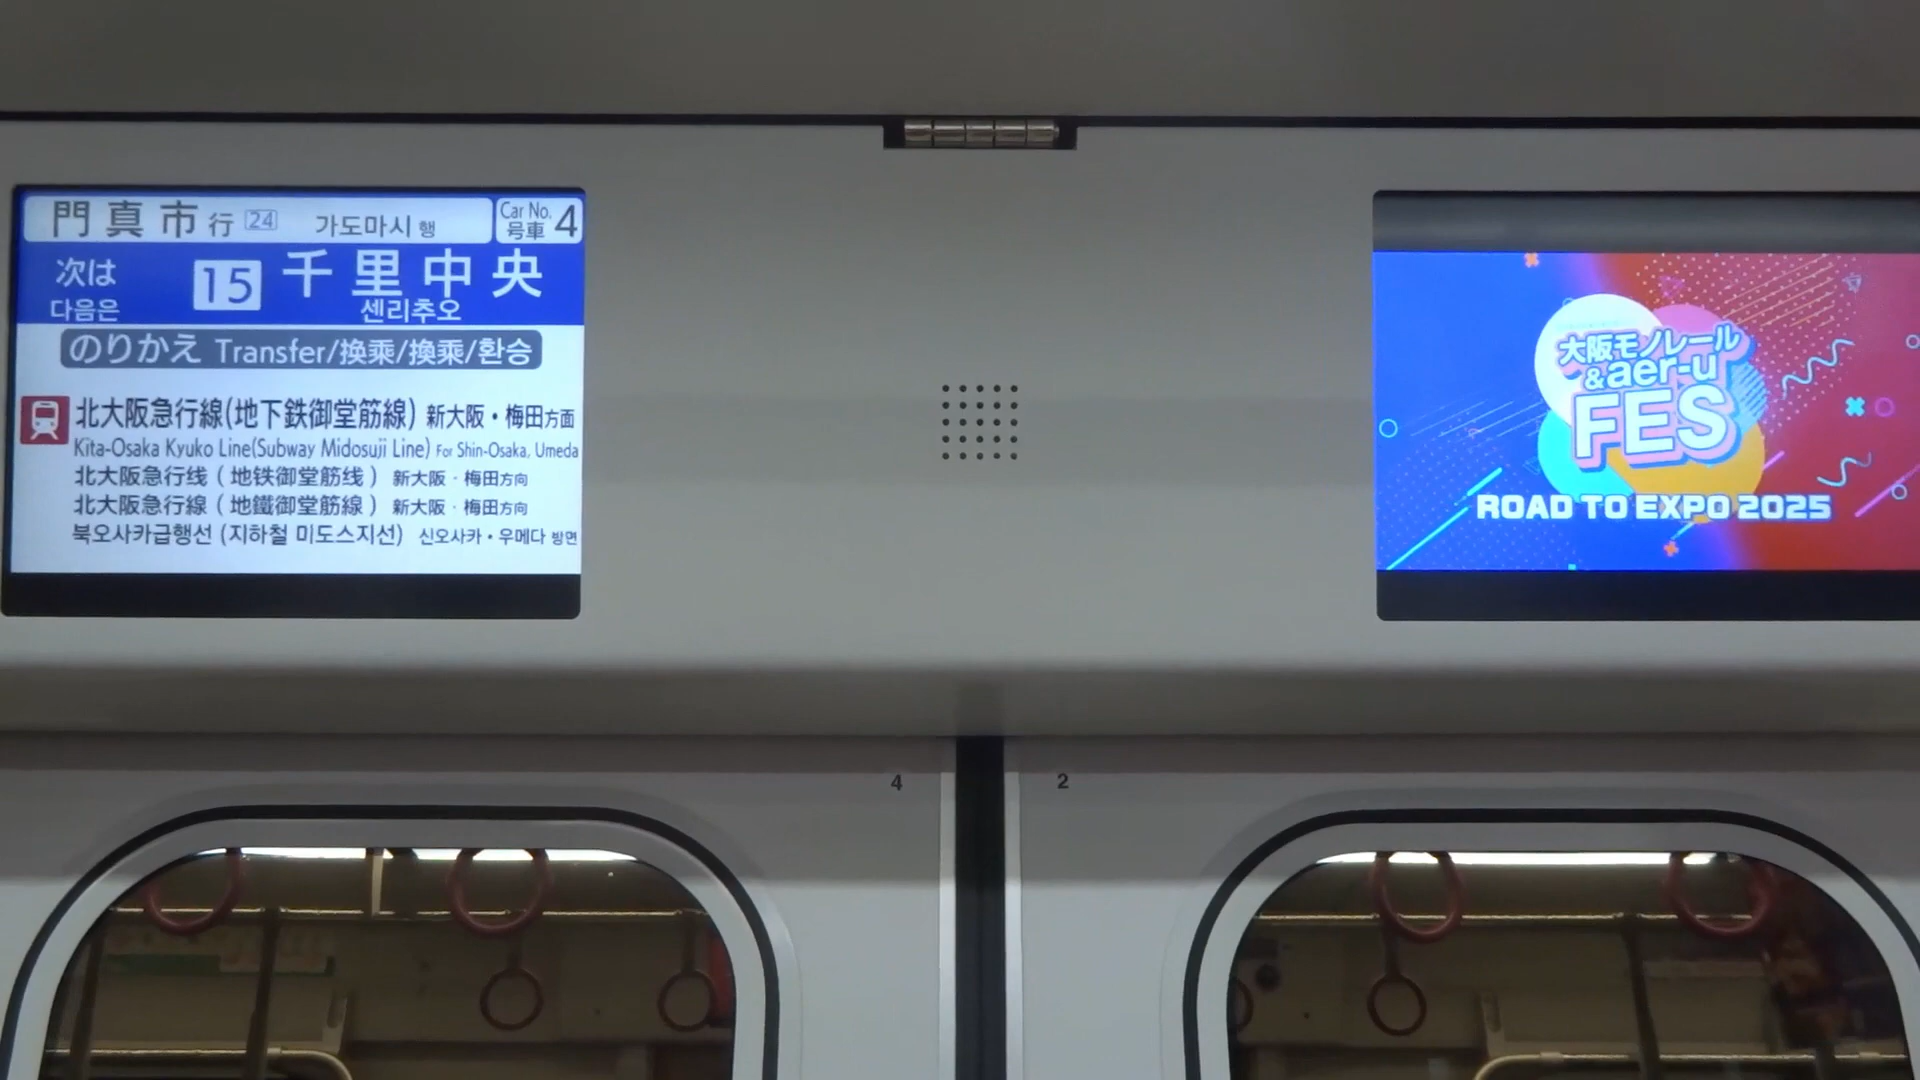 門真市行 24 가도마시 행
Car No. 号車 4
次は 15 千里中央
다음은 센리추오
のりかえ Transfer/换乘/換乘/환승
北大阪急行線(地下鉄御堂筋線) 新大阪・梅田方面
Kita-Osaka Kyuko Line(Subway Midosuji Line) For Shin-Osaka, Umeda
北大阪急行线 ( 地铁御堂筋线 ) 新大阪・梅田方向
北大阪急行線 ( 地鐵御堂筋線 ) 新大阪・梅田方向
북오사카급행선 (지하철 미도스지선) 신오사카・우메다 방면
大阪モノレール
&aer-u
FES
ROAD TO EXPO 2025
4
2